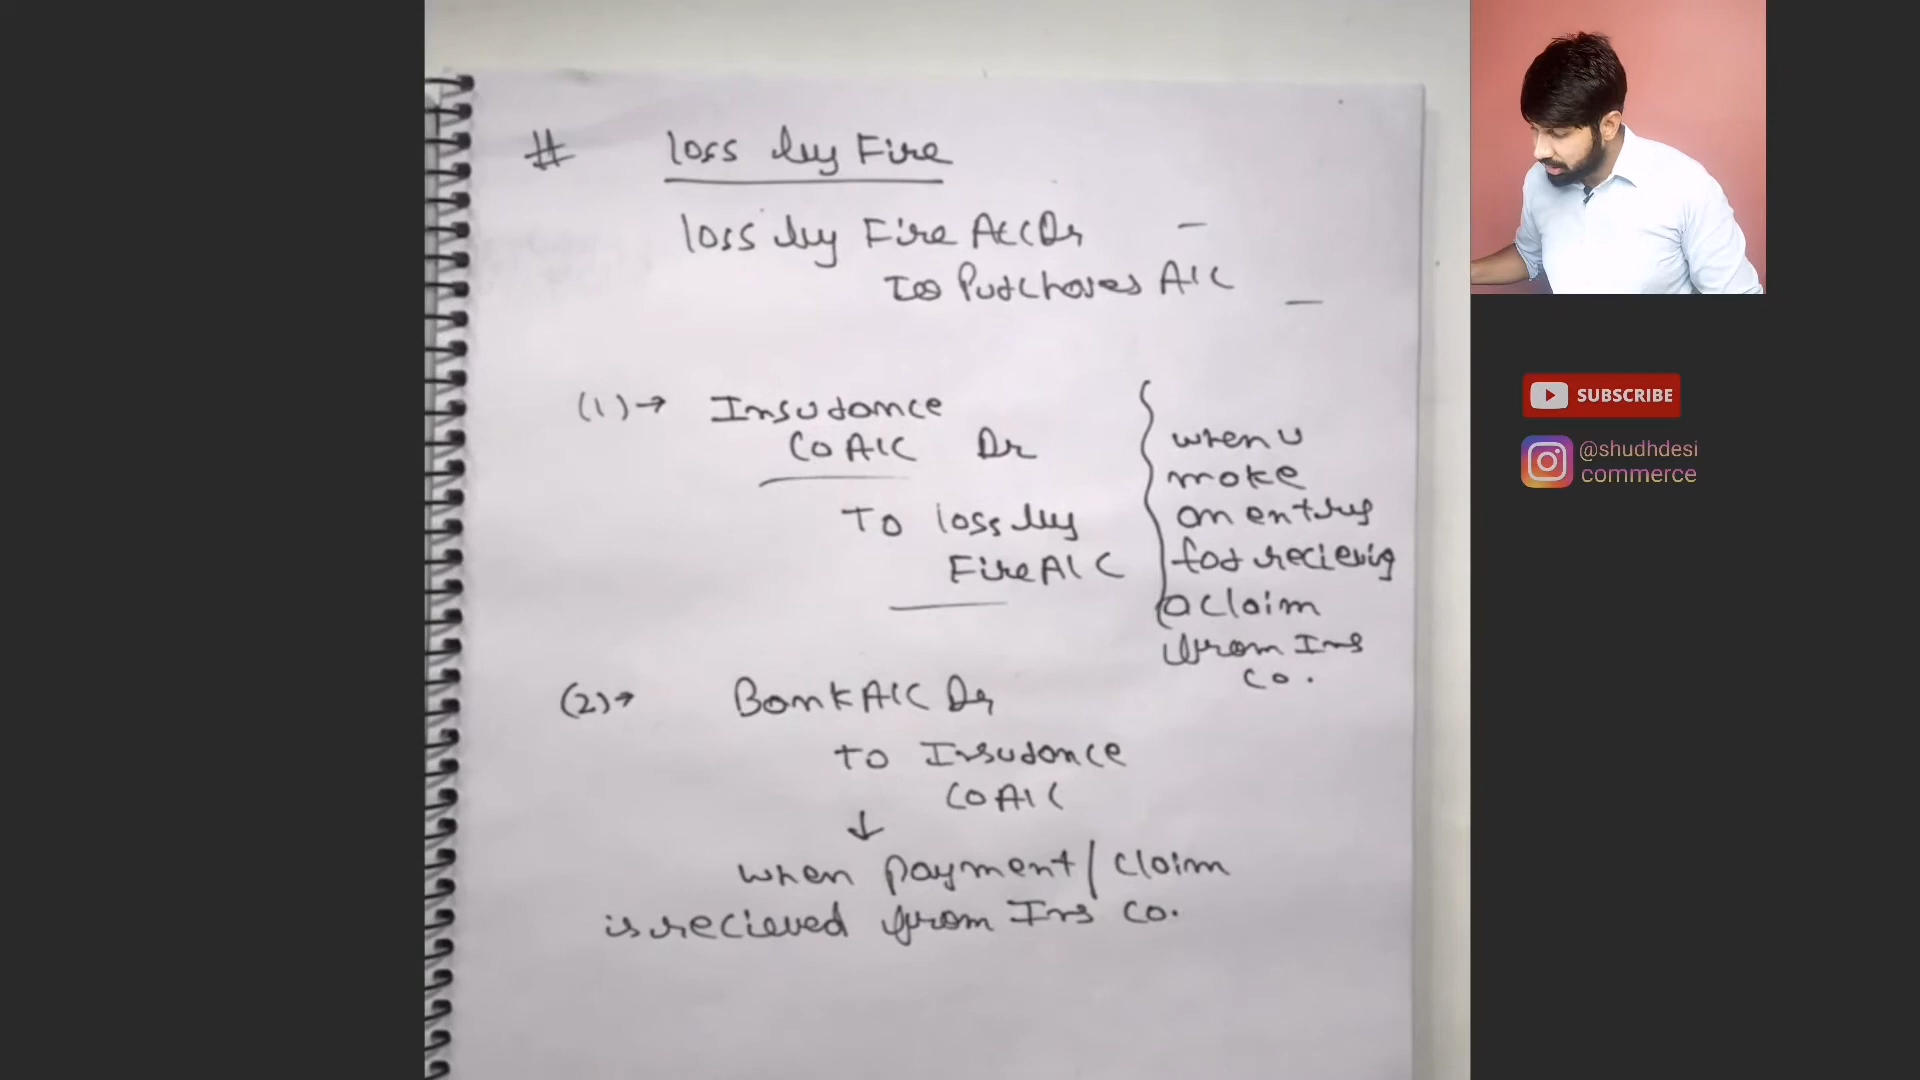 # loss by Fire
loss by Fire A/C Dr -
To Purchases A/C -
(1)→ Insurance
Co A/C Dr
To loss by
Fire A/C
when u
make
an entry
for recieving
a claim
from Ins
Co.
(2)→ Bank A/C Dr
To Insurance
Co A/C
↓
when payment/claim
is recieved from Ins Co.
SUBSCRIBE
@shudhdesi
commerce